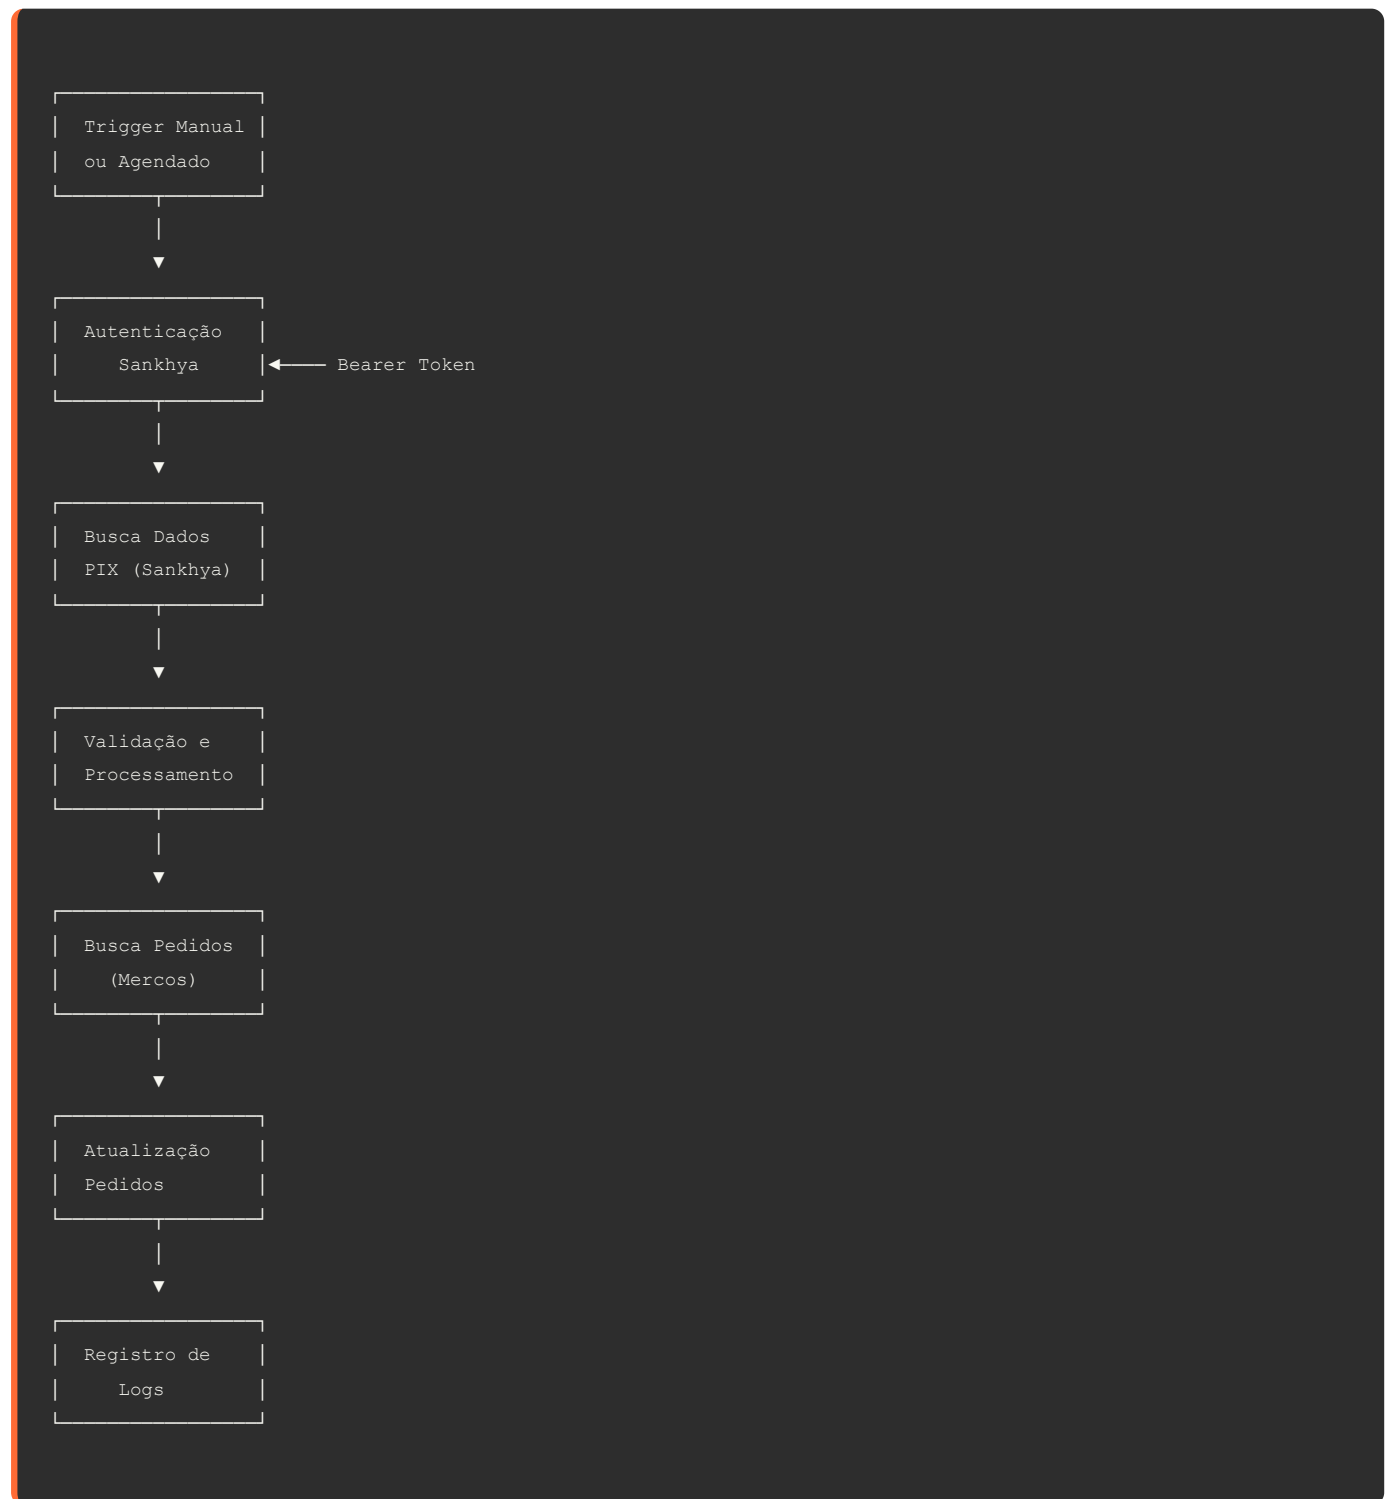 Trigger Manual
ou Agendado
Autenticação
Sankhya
Bearer Token
Busca Dados
PIX (Sankhya)
Validação e
Processamento
Busca Pedidos
(Mercos)
Atualização
Pedidos
Registro de
Logs